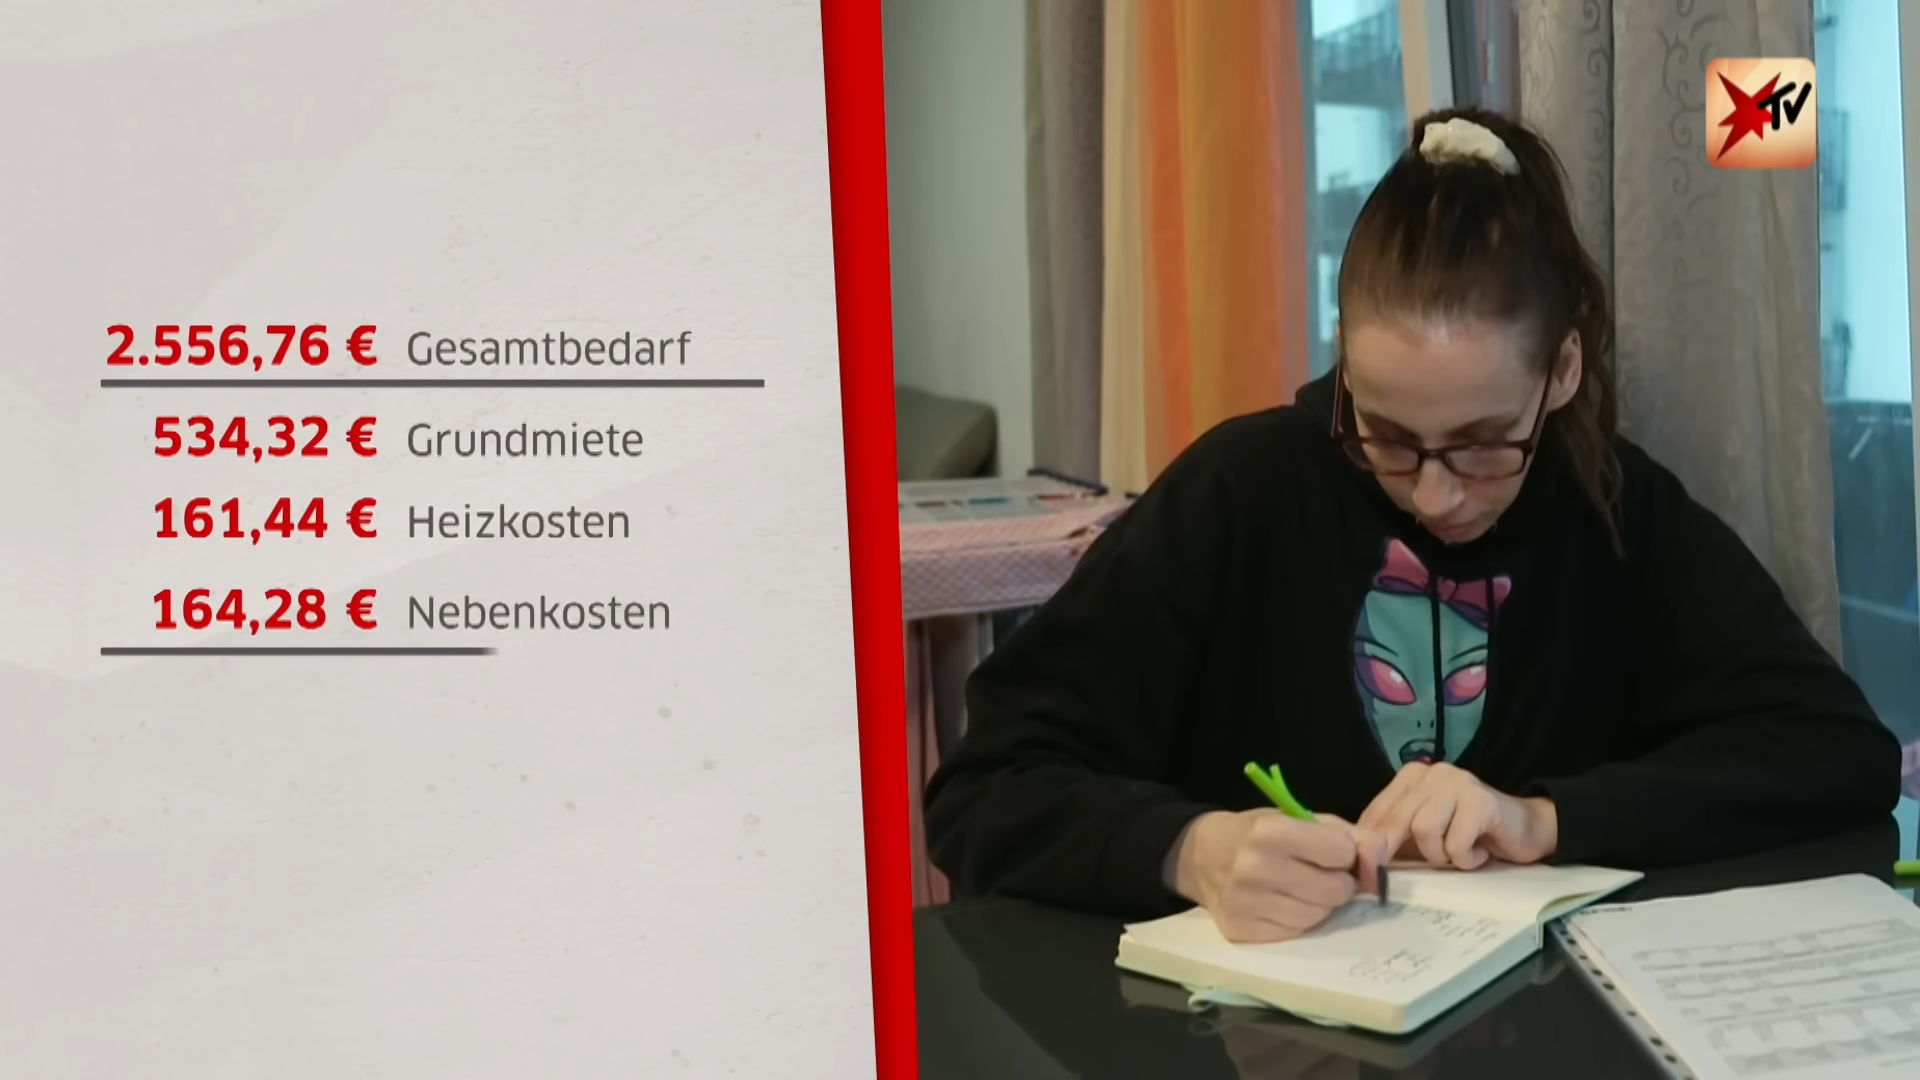 2.556,76 € Gesamtbedarf
534,32 € Grundmiete
161,44 € Heizkosten
164,28 € Nebenkosten
TV